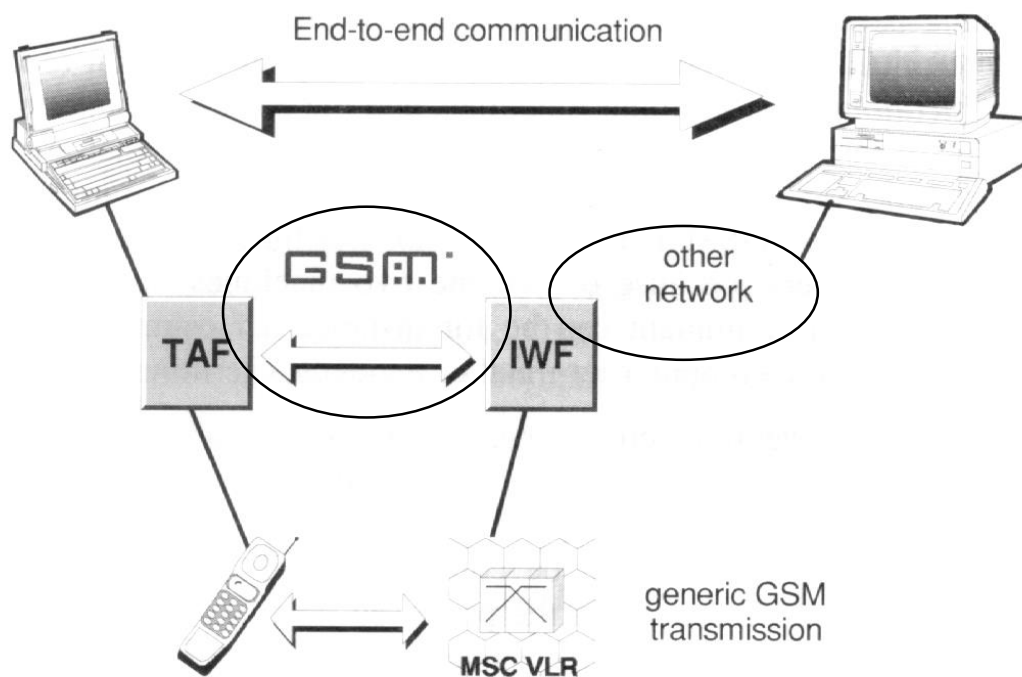 End-to-end communication
GSM
other
network
TAF
IWF
generic GSM
transmission
MSC VLR